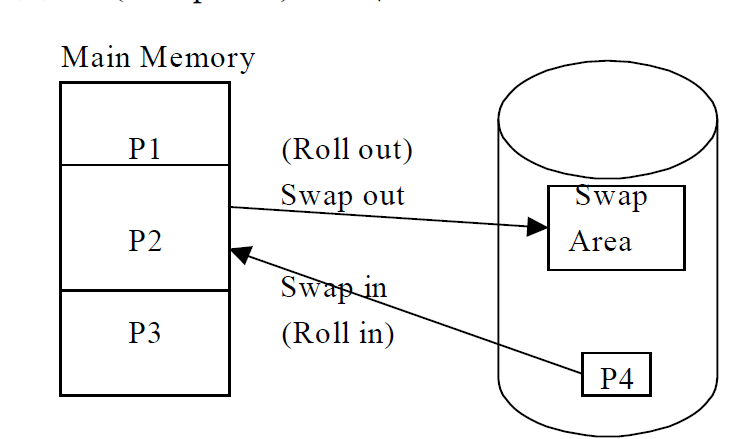 Main Memory
P1
(Roll out)
Swap out
Swap
Area
P2
Swap in
(Roll in)
P3
P4